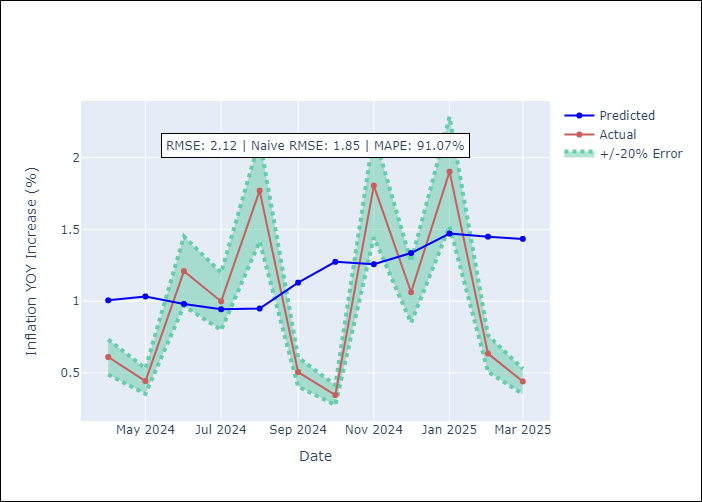 RMSE: 2.12 | Naive RMSE: 1.85 | MAPE: 91.07%
Predicted
Actual
+/-20% Error
Inflation YOY Increase (%)
2
1.5
1
0.5
May 2024
Jul 2024
Sep 2024
Nov 2024
Jan 2025
Mar 2025
Date